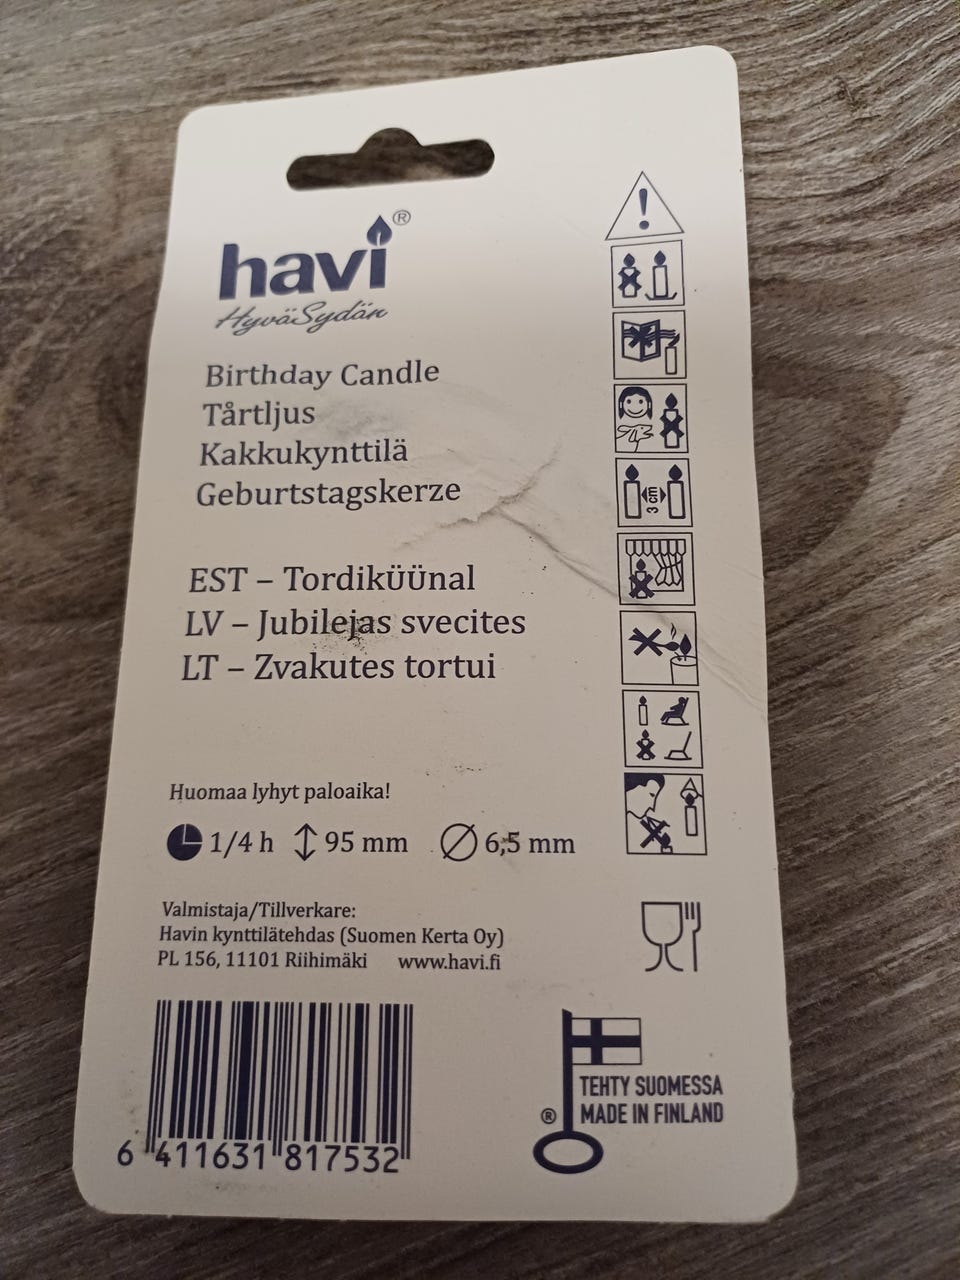 havi®
HyväSydän
Birthday Candle
Tårtljus
Kakkukynttilä
Geburtstagskerze
EST – Tordiküünal
LV – Jubilejas svecites
LT – Zvakutes tortui
Huomaa lyhyt paloaika!
1/4 h 95 mm 6,5 mm
Valmistaja/Tillverkare:
Havin kynttilätehdas (Suomen Kerta Oy)
PL 156, 11101 Riihimäki www.havi.fi
6 411631 817532
!
3 cm
TEHTY SUOMESSA
® MADE IN FINLAND